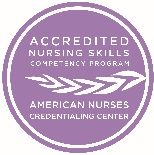 ACCREDITED
NURSING SKILLS
COMPETENCY PROGRAM
AMERICAN NURSES
CREDENTIALING CENTER